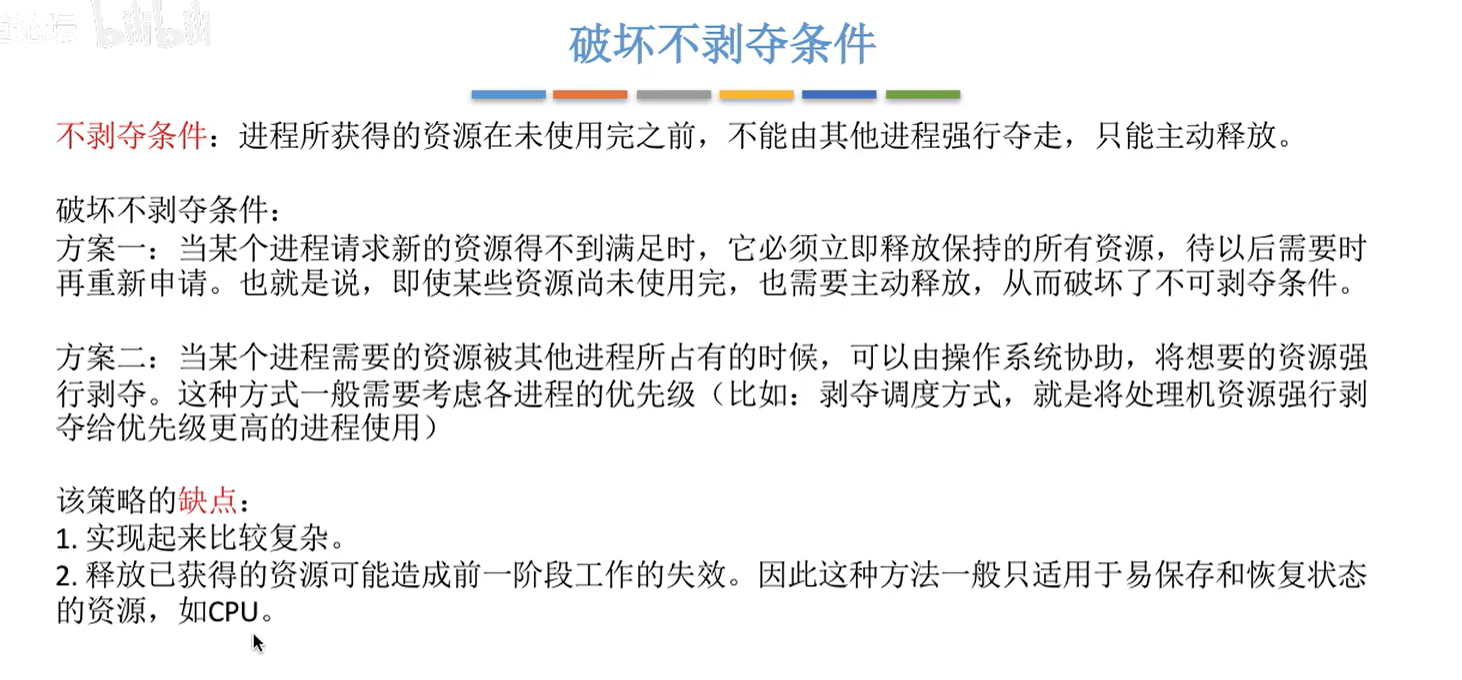 论坛 bilibili
破坏不剥夺条件
不剥夺条件：进程所获得的资源在未使用完之前，不能由其他进程强行夺走，只能主动释放。
破坏不剥夺条件：
方案一：当某个进程请求新的资源得不到满足时，它必须立即释放保持的所有资源，待以后需要时
再重新申请。也就是说，即使某些资源尚未使用完，也需要主动释放，从而破坏了不可剥夺条件。
方案二：当某个进程需要的资源被其他进程所占有的时候，可以由操作系统协助，将想要的资源强
行剥夺。这种方式一般需要考虑各进程的优先级（比如：剥夺调度方式，就是将处理机资源强行剥
夺给优先级更高的进程使用）
该策略的缺点：
1. 实现起来比较复杂。
2. 释放已获得的资源可能造成前一阶段工作的失效。因此这种方法一般只适用于易保存和恢复状态
的资源，如CPU。